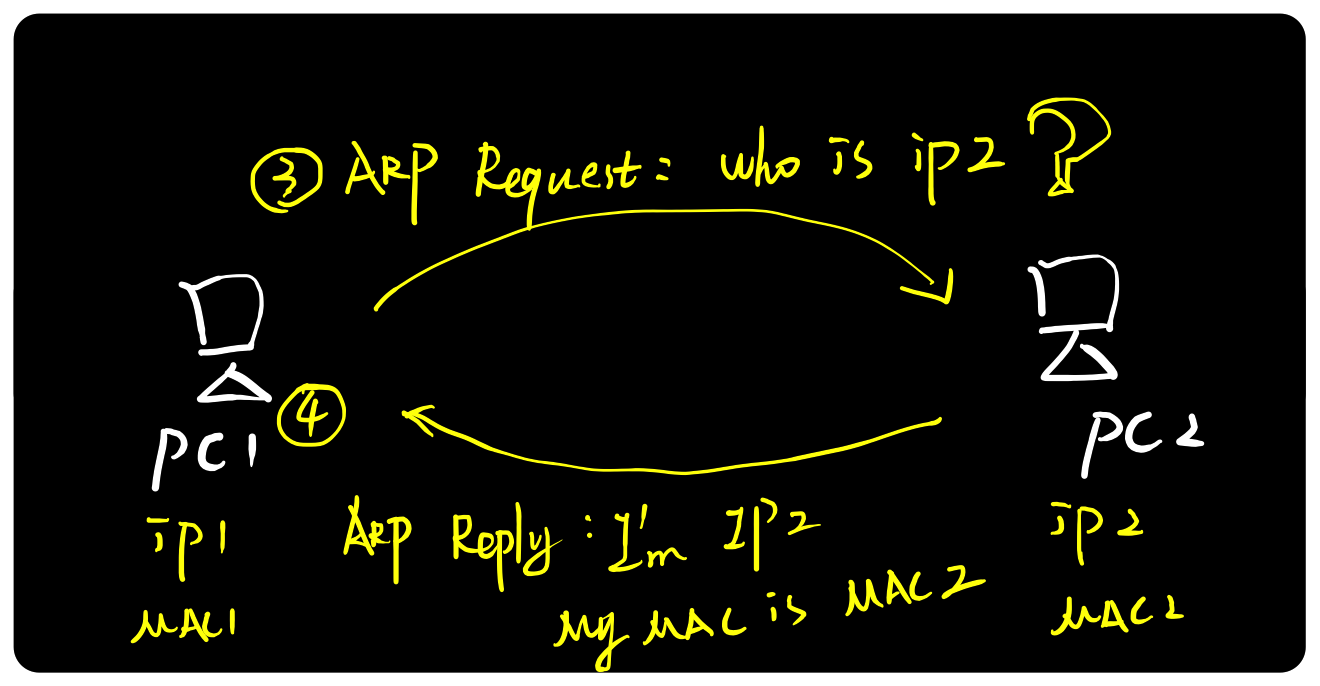 ③ ARP Request: who is ip2 ?
PC1
④
PC2
ip1
ARP Reply: I'm IP2
ip2
MAC1
My MAC is MAC2
MAC2